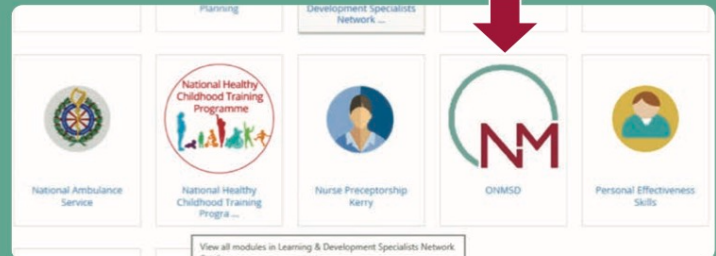 Planning
Development Specialists
Network ...
National Healthy
Childhood Training
Programme
NM
National Ambulance
Service
National Healthy
Childhood Training
Progra ...
Nurse Preceptorship
Kerry
ONMSD
Personal Effectiveness
Skills
View all modules in Learning & Development Specialists Network